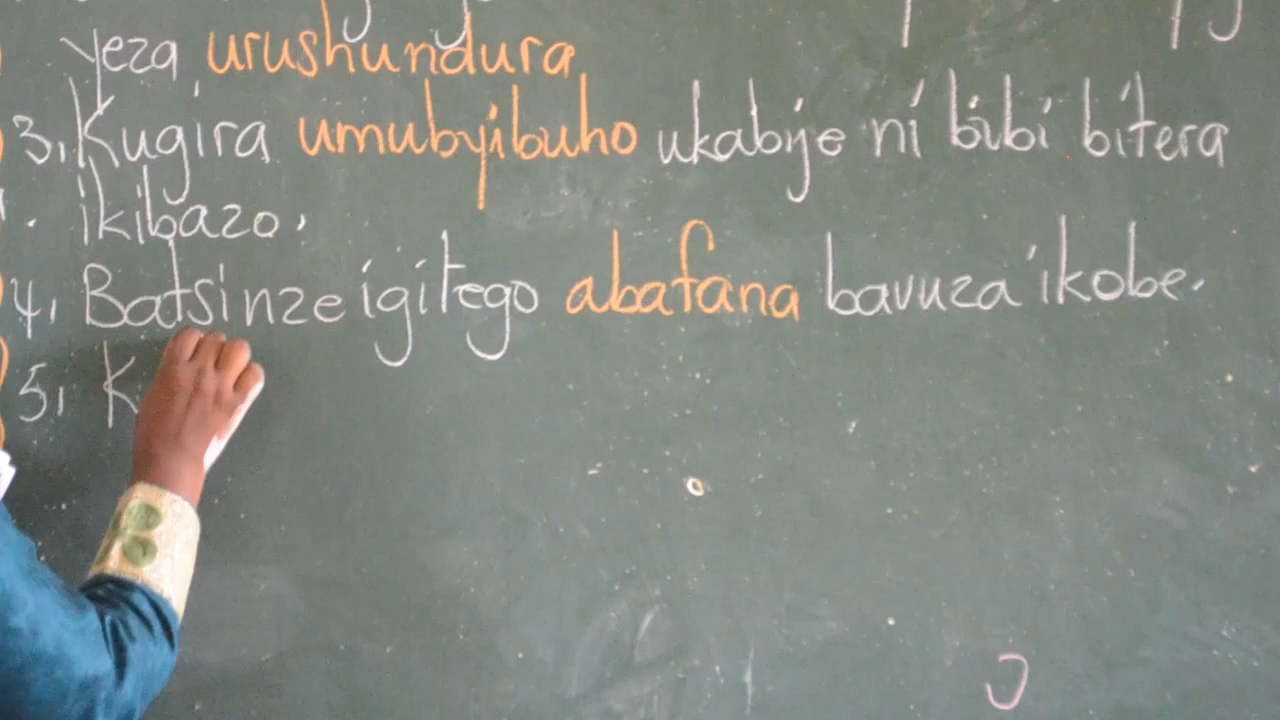 yeza urushundura
3, Kugira umubyibuho ukabije ni bibi bitera
ikibazo,
4, Batsinze igitego abafana bavuza ikobe.
5, K